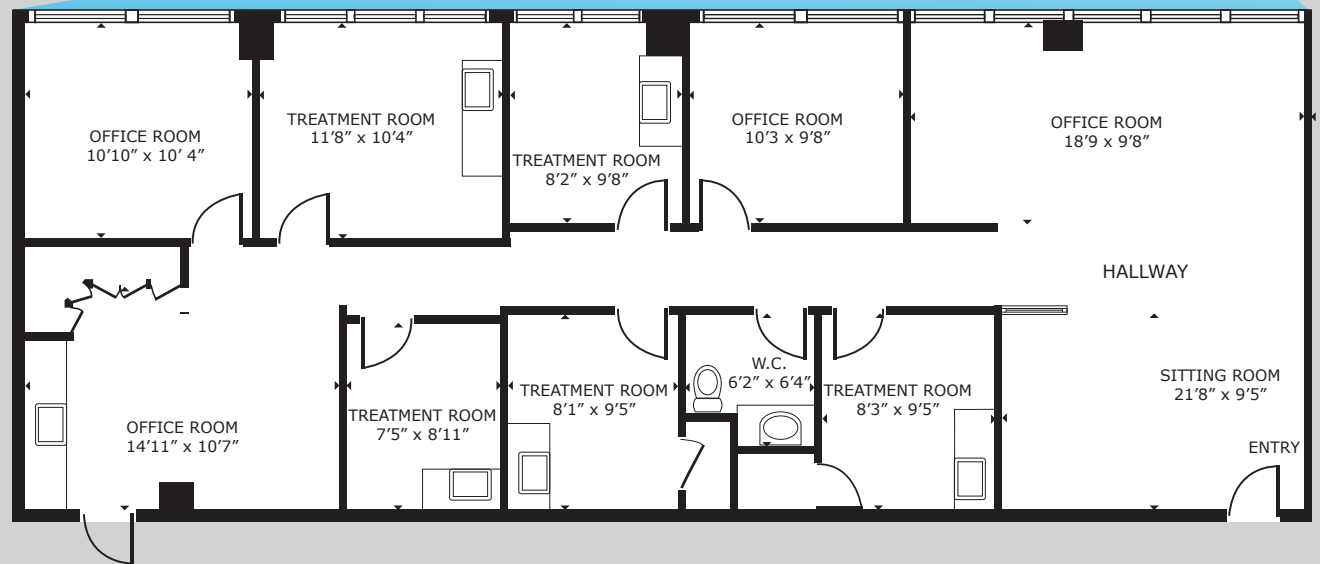 OFFICE ROOM
10’10” x 10’ 4”
TREATMENT ROOM
11’8” x 10’4”
TREATMENT ROOM
8’2” x 9’8”
OFFICE ROOM
10’3 x 9’8”
OFFICE ROOM
18’9 x 9’8”
HALLWAY
OFFICE ROOM
14’11” x 10’7”
TREATMENT ROOM
7’5” x 8’11”
TREATMENT ROOM
8’1” x 9’5”
W.C.
6’2” x 6’4”
TREATMENT ROOM
8’3” x 9’5”
SITTING ROOM
21’8” x 9’5”
ENTRY